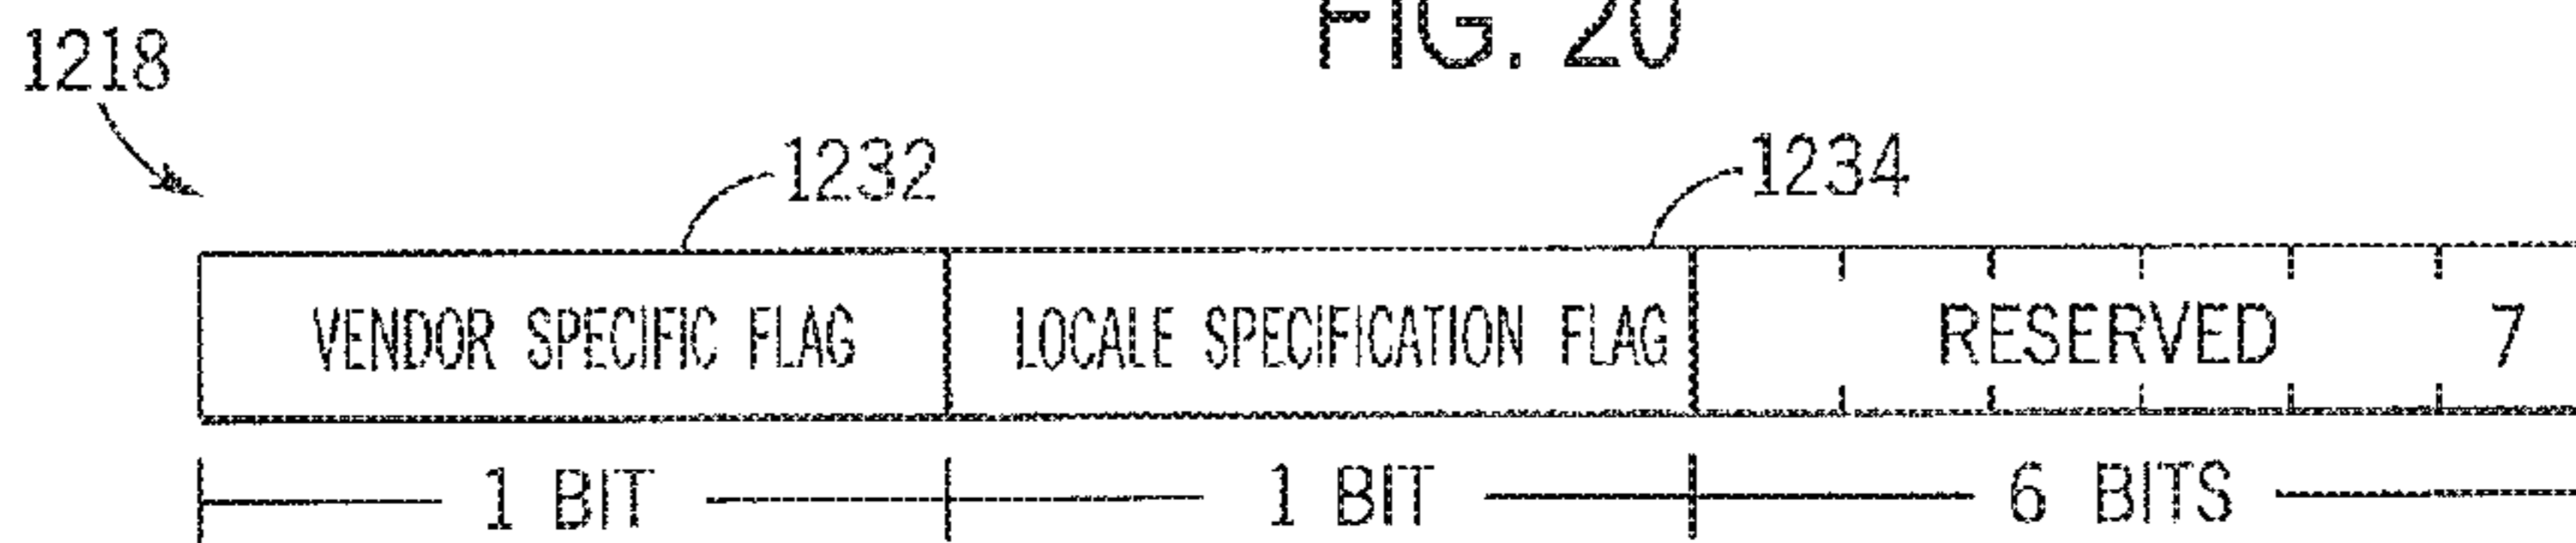 FIG. 20
1218
1232
1234
VENDOR SPECIFIC FLAG
LOCALE SPECIFICATION FLAG
RESERVED
7
1 BIT
1 BIT
6 BITS